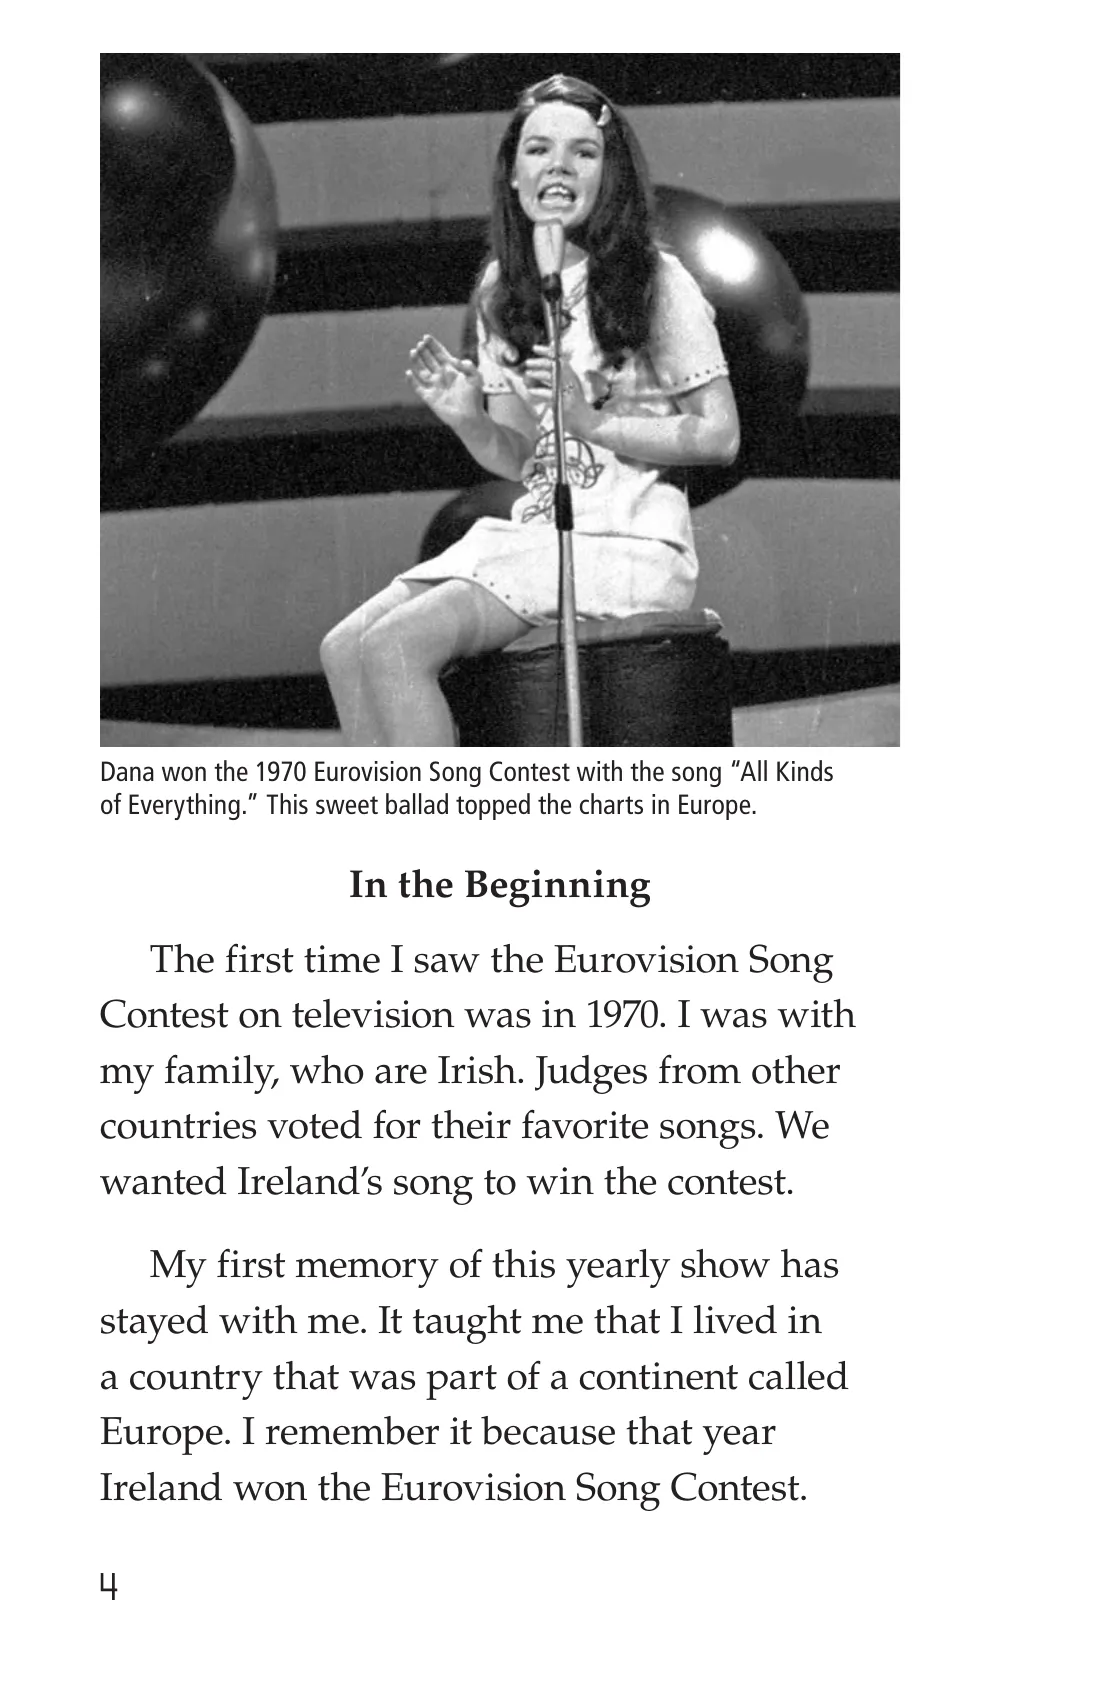 Dana won the 1970 Eurovision Song Contest with the song “All Kinds
of Everything.” This sweet ballad topped the charts in Europe.
In the Beginning
The first time I saw the Eurovision Song
Contest on television was in 1970. I was with
my family, who are Irish. Judges from other
countries voted for their favorite songs. We
wanted Ireland’s song to win the contest.
My first memory of this yearly show has
stayed with me. It taught me that I lived in
a country that was part of a continent called
Europe. I remember it because that year
Ireland won the Eurovision Song Contest.
4